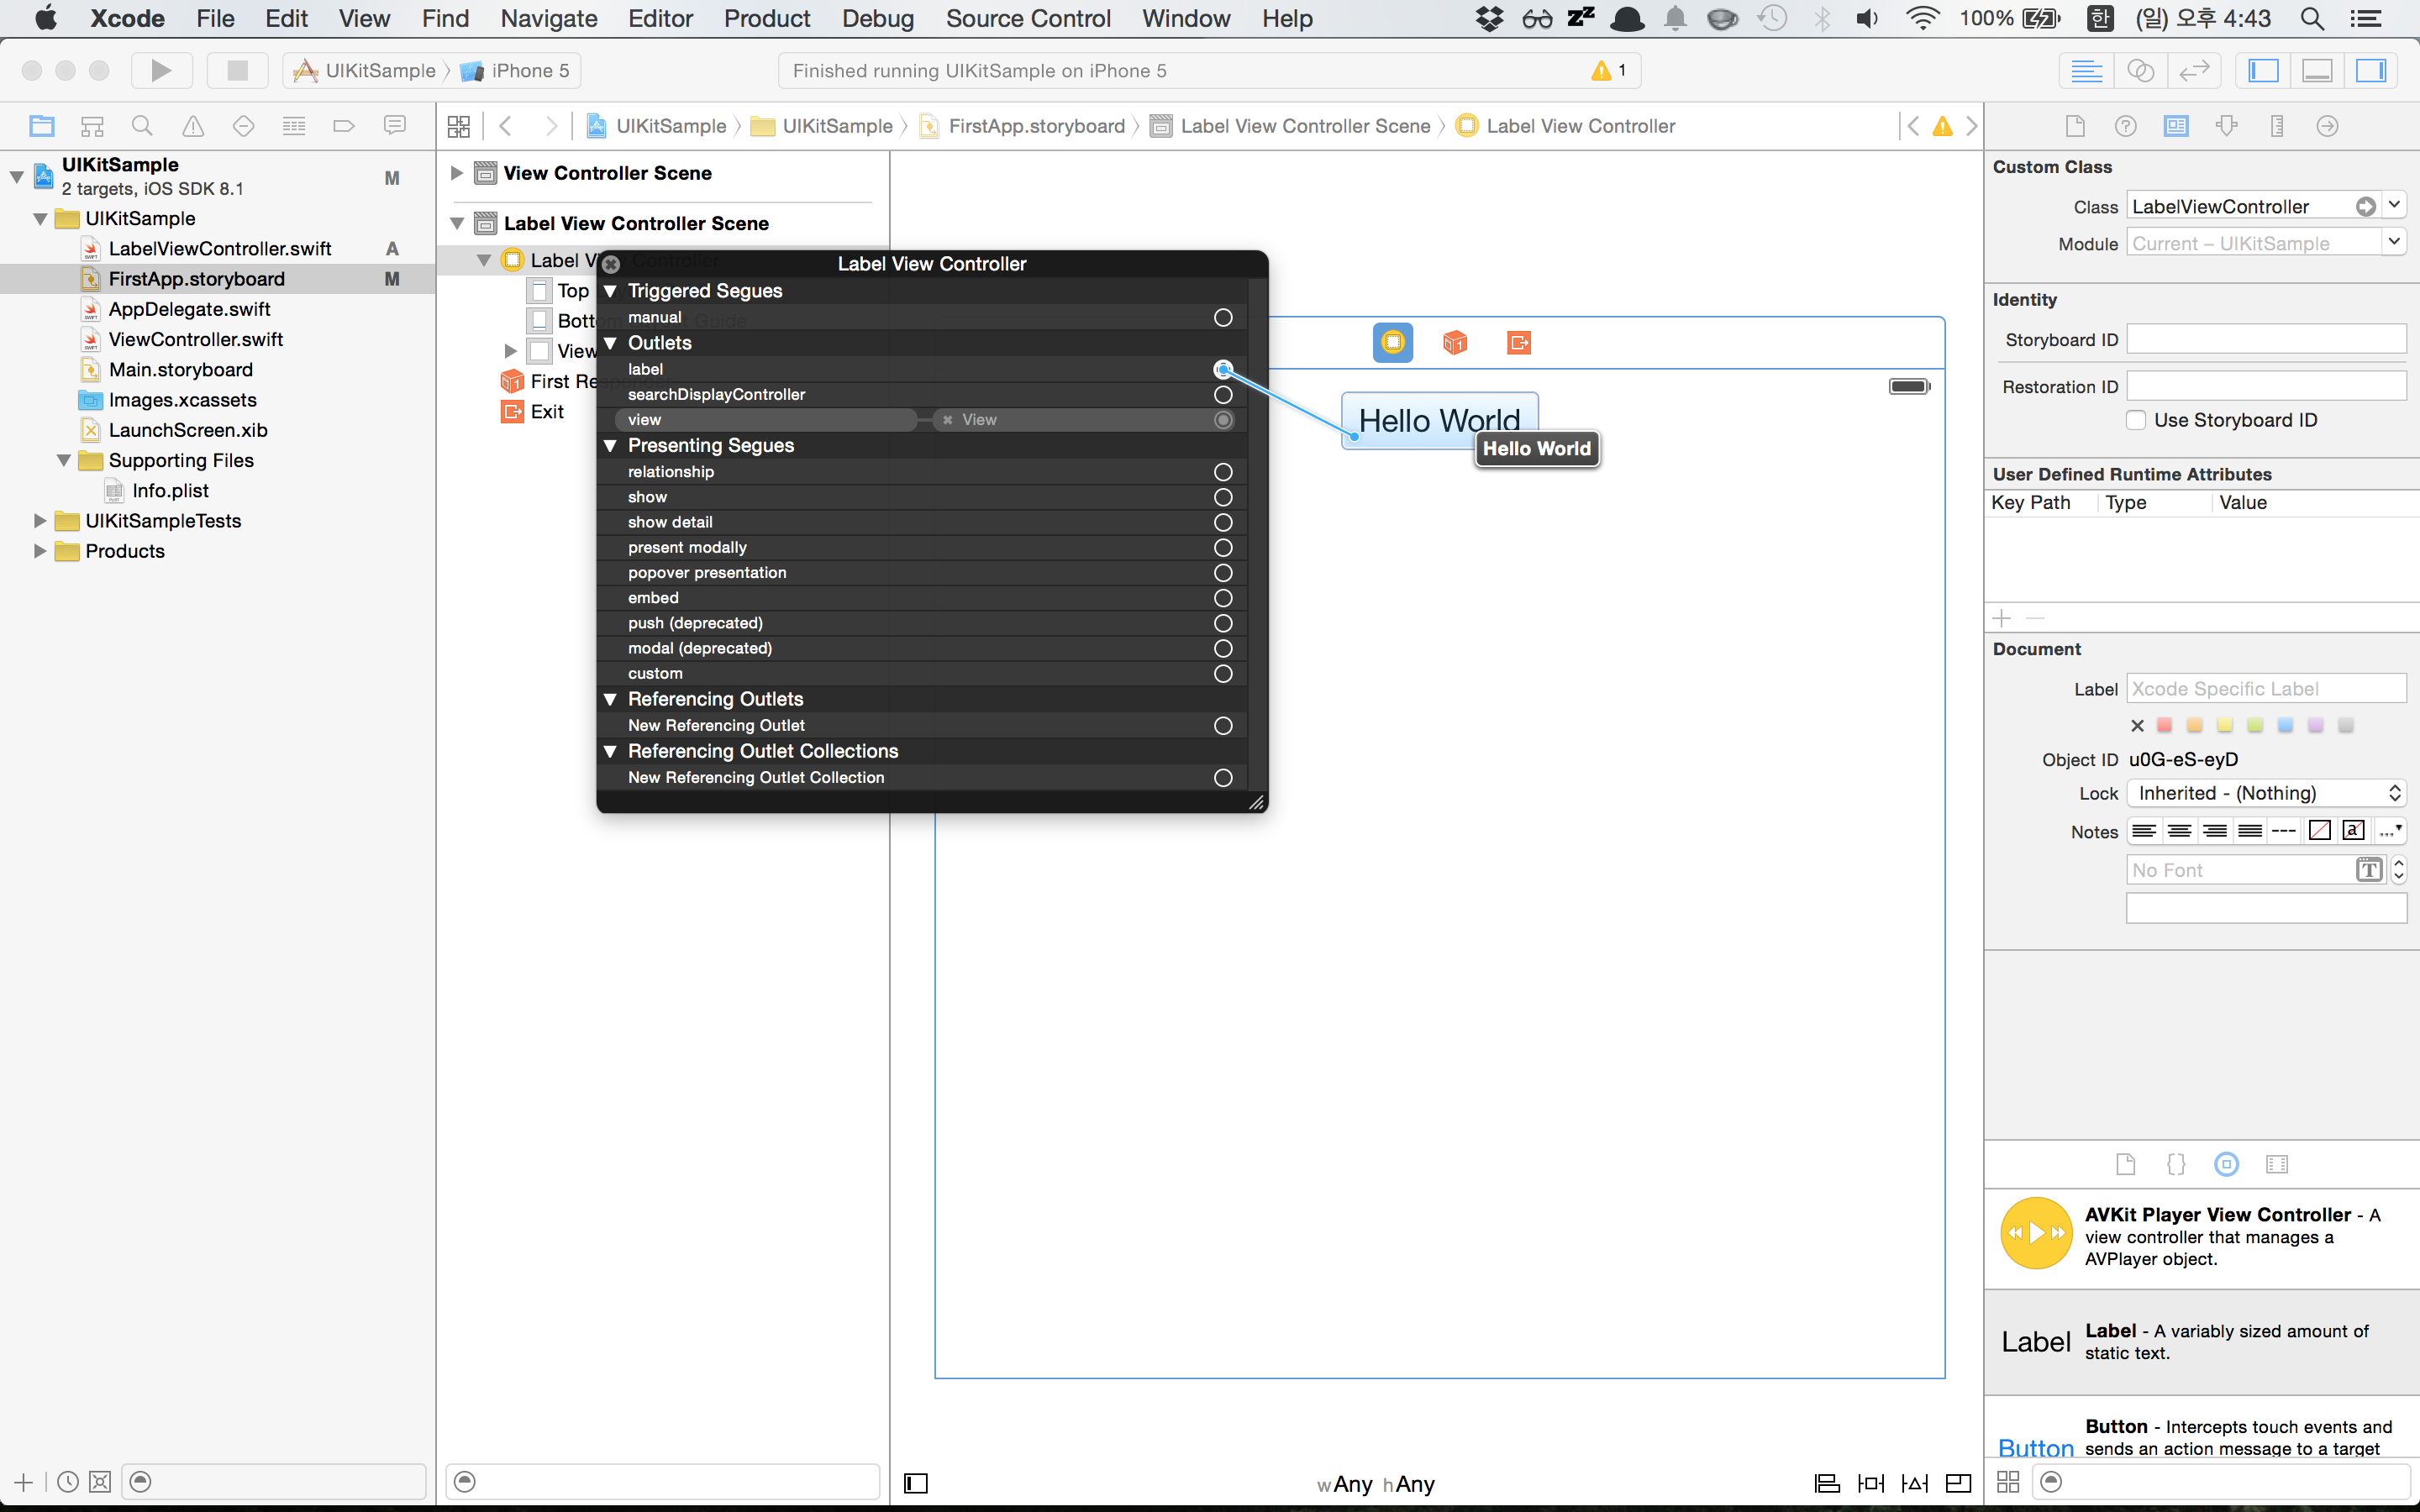 Xcode File Edit View Find Navigate Editor Product Debug Source Control Window Help 100% 한 (일) 오후 4:43
UIKitSample iPhone 5 Finished running UIKitSample on iPhone 5 1
UIKitSample UIKitSample FirstApp.storyboard Label View Controller Scene Label View Controller
UIKitSample
2 targets, iOS SDK 8.1 M
UIKitSample
LabelViewController.swift A
FirstApp.storyboard M
AppDelegate.swift
ViewController.swift
Main.storyboard
Images.xcassets
LaunchScreen.xib
Supporting Files
Info.plist
UIKitSampleTests
Products
View Controller Scene
Label View Controller Scene
Label View Controller
Top
Bottom Guide
View
First Responder
Exit
Label View Controller
Triggered Segues
manual
Outlets
label
searchDisplayController
view View
Presenting Segues
relationship
show
show detail
present modally
popover presentation
embed
push (deprecated)
modal (deprecated)
custom
Referencing Outlets
New Referencing Outlet
Referencing Outlet Collections
New Referencing Outlet Collection
Hello World
Hello World
wAny hAny
Custom Class
Class LabelViewController
Module Current – UIKitSample
Identity
Storyboard ID
Restoration ID
Use Storyboard ID
User Defined Runtime Attributes
Key Path Type Value
Document
Label Xcode Specific Label
Object ID u0G-eS-eyD
Lock Inherited - (Nothing)
Notes
No Font
AVKit Player View Controller - A
view controller that manages a
AVPlayer object.
Label Label - A variably sized amount of
static text.
Button Button - Intercepts touch events and
sends an action message to a target